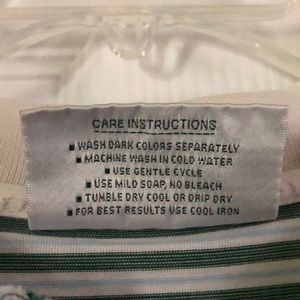 CARE INSTRUCTIONS
▪ WASH DARK COLORS SEPARATELY
▪ MACHINE WASH IN COLD WATER
▪ USE GENTLE CYCLE
▪ USE MILD SOAP, NO BLEACH
▪ TUMBLE DRY COOL OR DRIP DRY
▪ FOR BEST RESULTS USE COOL IRON